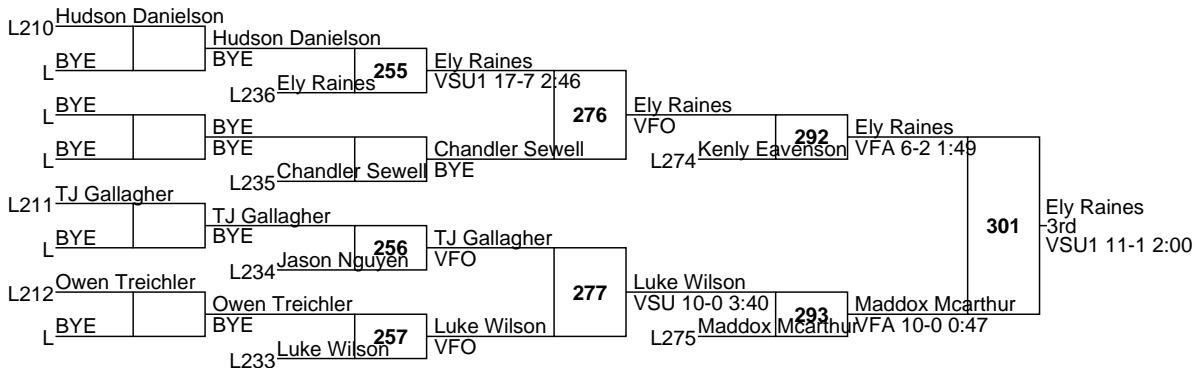 L210 Hudson Danielson
L BYE
Hudson Danielson
BYE
L236 Ely Raines
255
Ely Raines
VSU1 17-7 2:46
L BYE
L BYE
BYE
BYE
L235 Chandler Sewell
Chandler Sewell
BYE
276
Ely Raines
VFO
L274 Kenly Eavenson
292
Ely Raines
VFA 6-2 1:49
L211 TJ Gallagher
L BYE
TJ Gallagher
BYE
L234 Jason Nguyen
256
TJ Gallagher
VFO
L212 Owen Treichler
L BYE
Owen Treichler
BYE
L233 Luke Wilson
257
Luke Wilson
VFO
277
Luke Wilson
VSU 10-0 3:40
L275 Maddox Mcarthur
293
Maddox Mcarthur
VFA 10-0 0:47
301
Ely Raines
3rd
VSU1 11-1 2:00